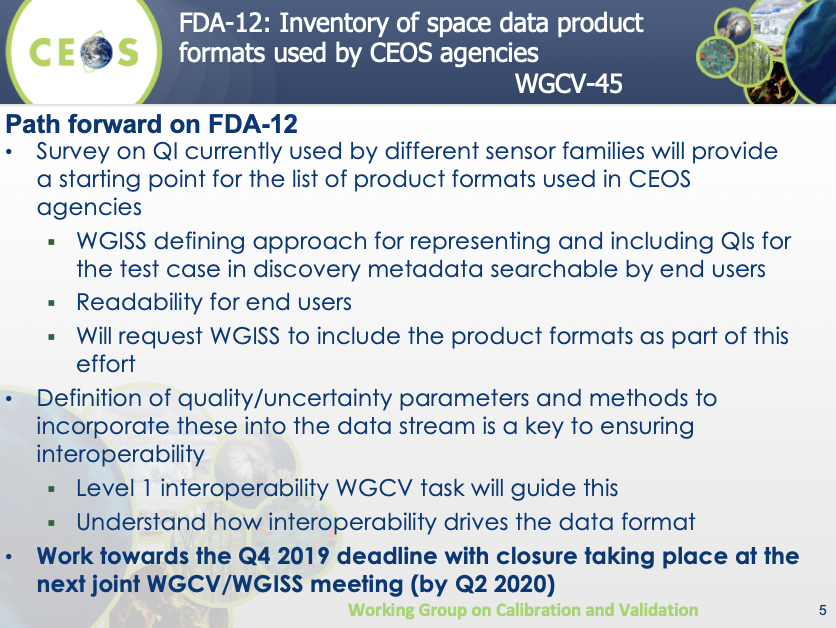 CEOS
FDA-12: Inventory of space data product
formats used by CEOS agencies
WGCV-45
Path forward on FDA-12
• Survey on QI currently used by different sensor families will provide
a starting point for the list of product formats used in CEOS
agencies
▪ WGISS defining approach for representing and including QIs for
the test case in discovery metadata searchable by end users
▪ Readability for end users
▪ Will request WGISS to include the product formats as part of this
effort
• Definition of quality/uncertainty parameters and methods to
incorporate these into the data stream is a key to ensuring
interoperability
▪ Level 1 interoperability WGCV task will guide this
▪ Understand how interoperability drives the data format
• Work towards the Q4 2019 deadline with closure taking place at the
next joint WGCV/WGISS meeting (by Q2 2020)
Working Group on Calibration and Validation
5